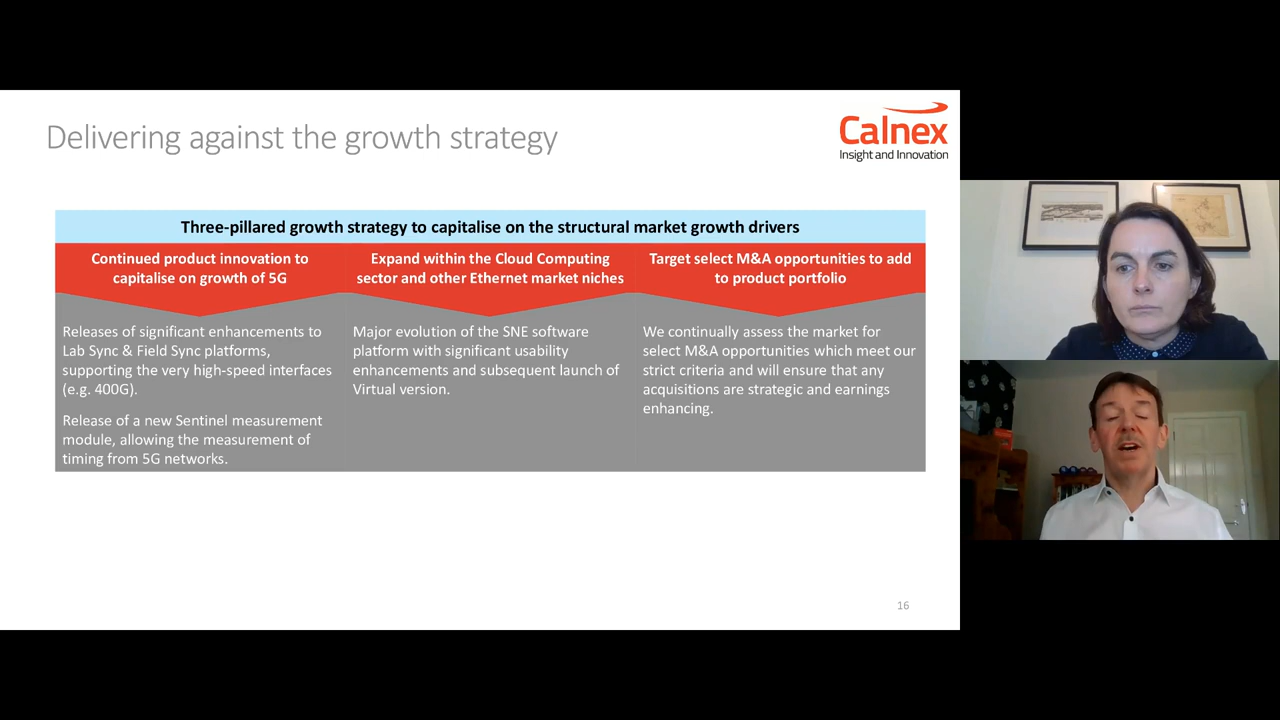 Delivering against the growth strategy
Calnex
Insight and Innovation
Three-pillared growth strategy to capitalise on the structural market growth drivers
Continued product innovation to
capitalise on growth of 5G
Expand within the Cloud Computing
sector and other Ethernet market niches
Target select M&A opportunities to add
to product portfolio
Releases of significant enhancements to
Lab Sync & Field Sync platforms,
supporting the very high-speed interfaces
(e.g. 400G).
Release of a new Sentinel measurement
module, allowing the measurement of
timing from 5G networks.
Major evolution of the SNE software
platform with significant usability
enhancements and subsequent launch of
Virtual version.
We continually assess the market for
select M&A opportunities which meet our
strict criteria and will ensure that any
acquisitions are strategic and earnings
enhancing.
16